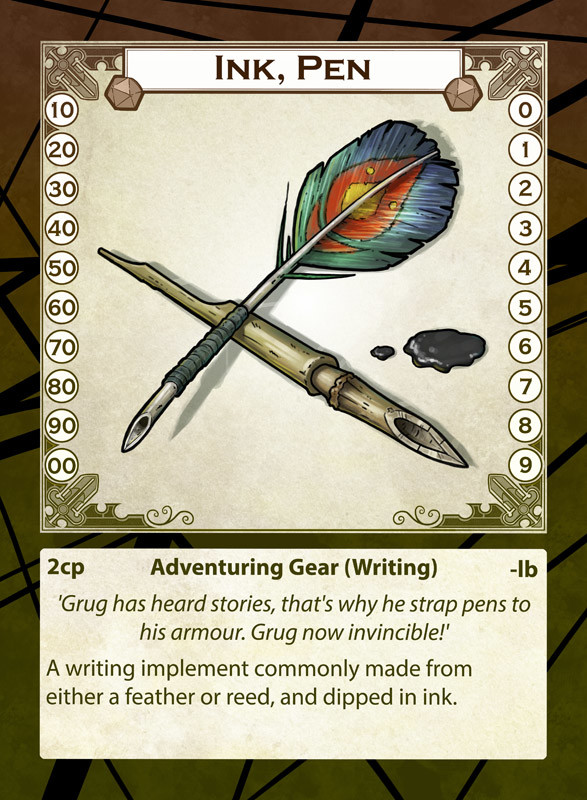 Ink, Pen
10 0
20 1
30 2
40 3
50 4
60 5
70 6
80 7
90 8
00 9
2cp Adventuring Gear (Writing) -lb
'Grug has heard stories, that's why he strap pens to
his armour. Grug now invincible!'
A writing implement commonly made from
either a feather or reed, and dipped in ink.